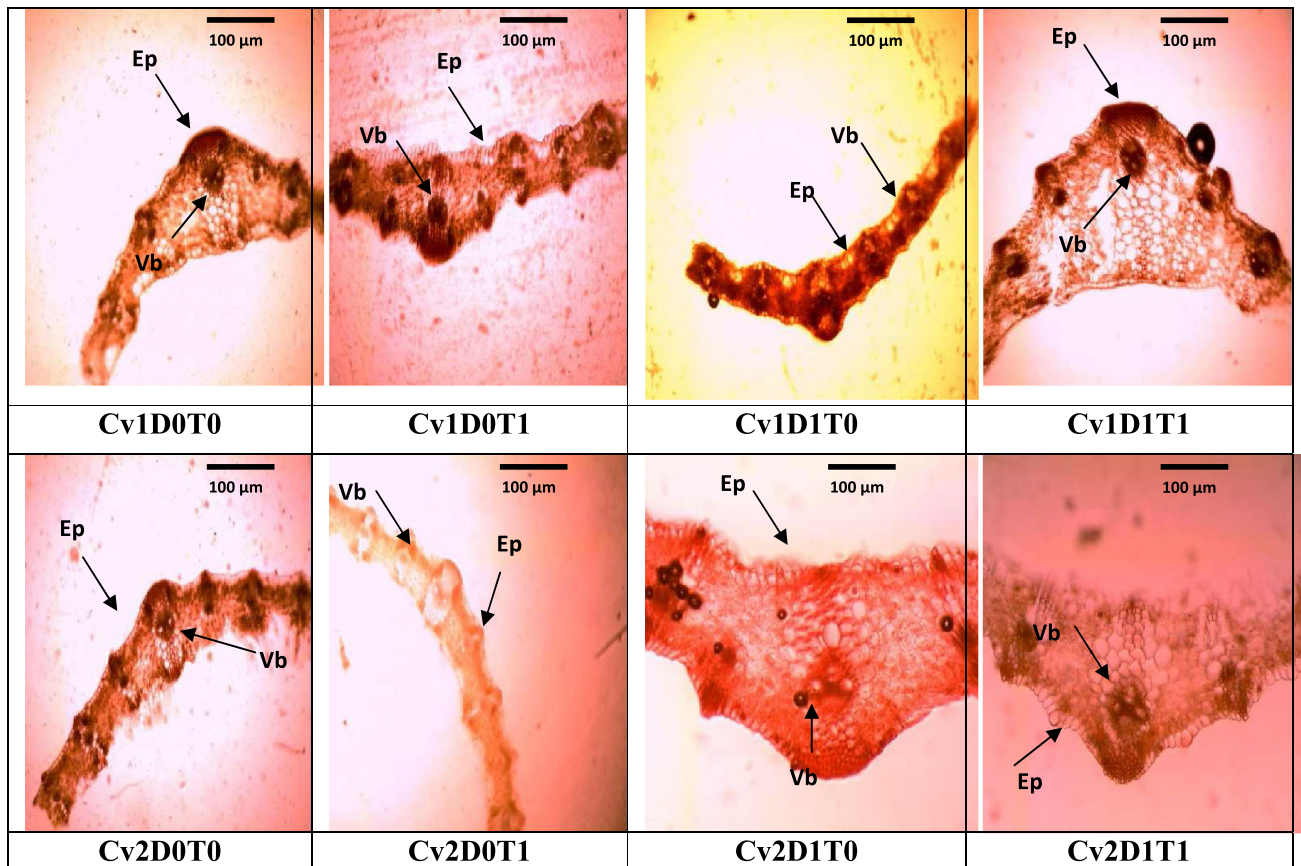 100 µm
Ep
Vb
Cv1D0T0
100 µm
Ep
Vb
Cv1D0T1
100 µm
Vb
Ep
Cv1D1T0
100 µm
Ep
Vb
Cv1D1T1
100 µm
Ep
Vb
Cv2D0T0
100 µm
Vb
Ep
Cv2D0T1
100 µm
Ep
Vb
Cv2D1T0
100 µm
Vb
Ep
Cv2D1T1